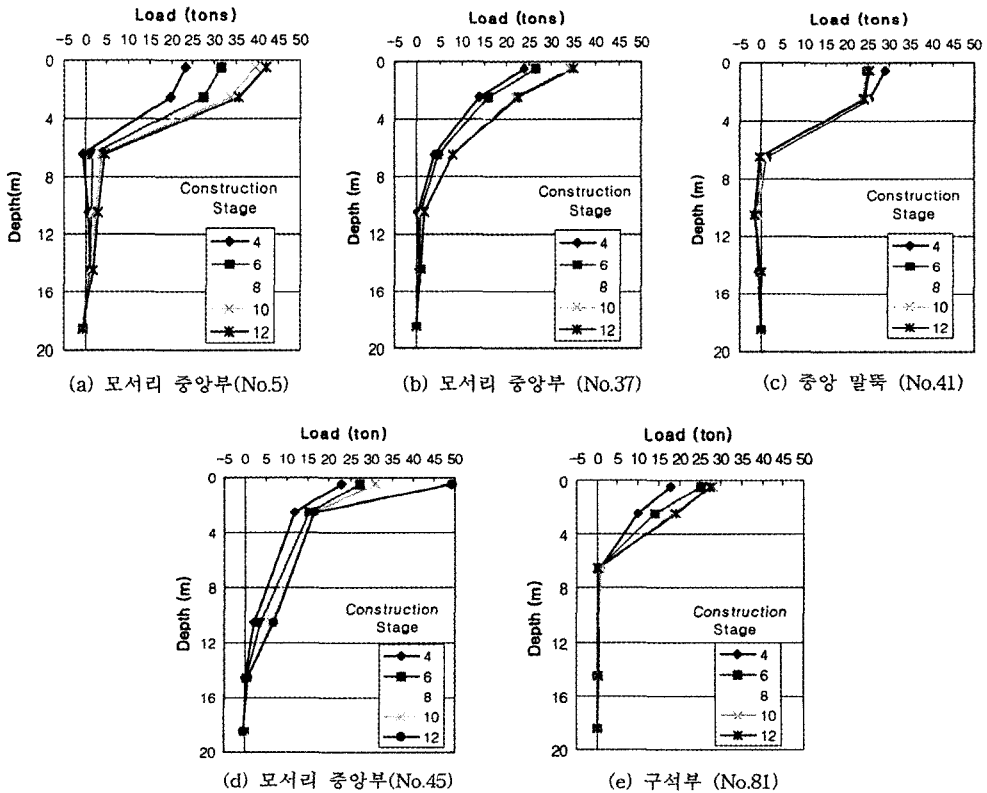 Load (tons)
-5 0 5 10 15 20 25 30 35 40 45 50
0
4
8
12
16
20
Depth(m)
Construction
Stage
4
6
8
10
12
(a) 모서리 중앙부(No.5)
Load (tons)
-5 0 5 10 15 20 25 30 35 40 45 50
0
4
8
12
16
20
Depth (m)
Construction
Stage
4
6
8
10
12
(b) 모서리 중앙부 (No.37)
Load (tons)
-5 0 5 10 15 20 25 30 35 40 45 50
0
4
8
12
16
20
Depth (m)
Construction
Stage
4
6
8
10
12
(c) 중앙 말뚝 (No.41)
Load (ton)
-5 0 5 10 15 20 25 30 35 40 45 50
0
4
8
12
16
20
Depth (m)
Construction
Stage
4
6
8
10
12
(d) 모서리 중앙부(No.45)
Load (ton)
-5 0 5 10 15 20 25 30 35 40 45 50
0
4
8
12
16
20
Depth (m)
Construction
Stage
4
6
8
10
12
(e) 구석부 (No.81)